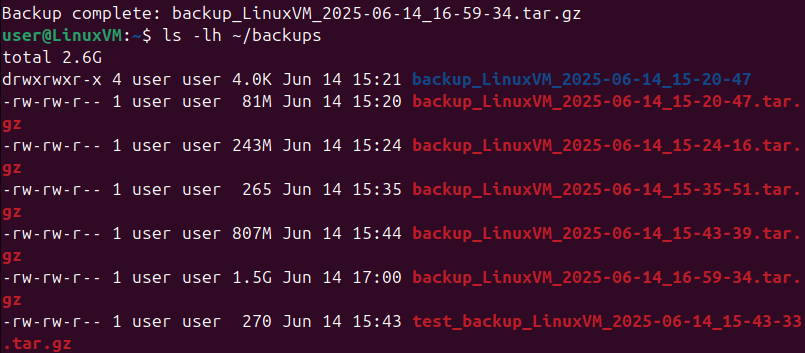 Backup complete: backup_LinuxVM_2025-06-14_16-59-34.tar.gz
user@LinuxVM:~$ ls -lh ~/backups
total 2.6G
drwxrwxr-x 4 user user 4.0K Jun 14 15:21 backup_LinuxVM_2025-06-14_15-20-47
-rw-rw-r-- 1 user user  81M Jun 14 15:20 backup_LinuxVM_2025-06-14_15-20-47.tar.
gz
-rw-rw-r-- 1 user user 243M Jun 14 15:24 backup_LinuxVM_2025-06-14_15-24-16.tar.
gz
-rw-rw-r-- 1 user user  265 Jun 14 15:35 backup_LinuxVM_2025-06-14_15-35-51.tar.
gz
-rw-rw-r-- 1 user user 807M Jun 14 15:44 backup_LinuxVM_2025-06-14_15-43-39.tar.
gz
-rw-rw-r-- 1 user user 1.5G Jun 14 17:00 backup_LinuxVM_2025-06-14_16-59-34.tar.
gz
-rw-rw-r-- 1 user user  270 Jun 14 15:43 test_backup_LinuxVM_2025-06-14_15-43-33
.tar.gz